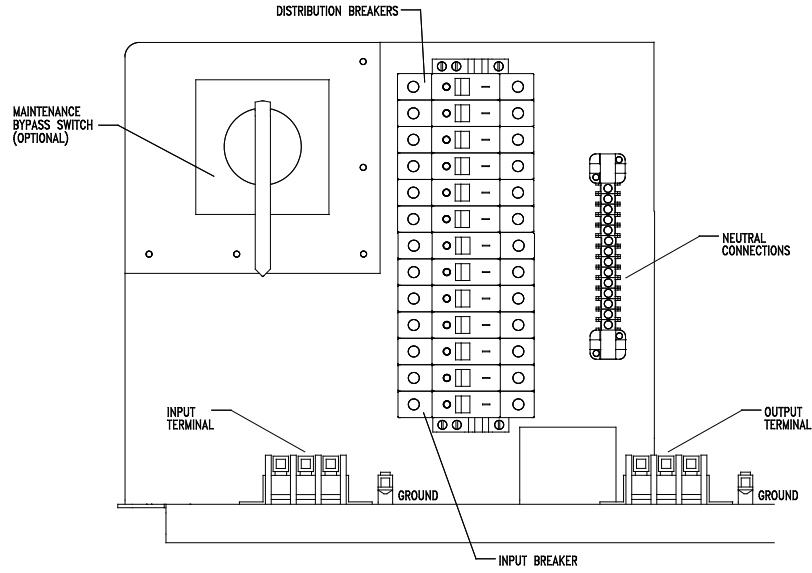 DISTRIBUTION BREAKERS
MAINTENANCE
BYPASS SWITCH
(OPTIONAL)
NEUTRAL
CONNECTIONS
INPUT
TERMINAL
OUTPUT
TERMINAL
GROUND
GROUND
INPUT BREAKER